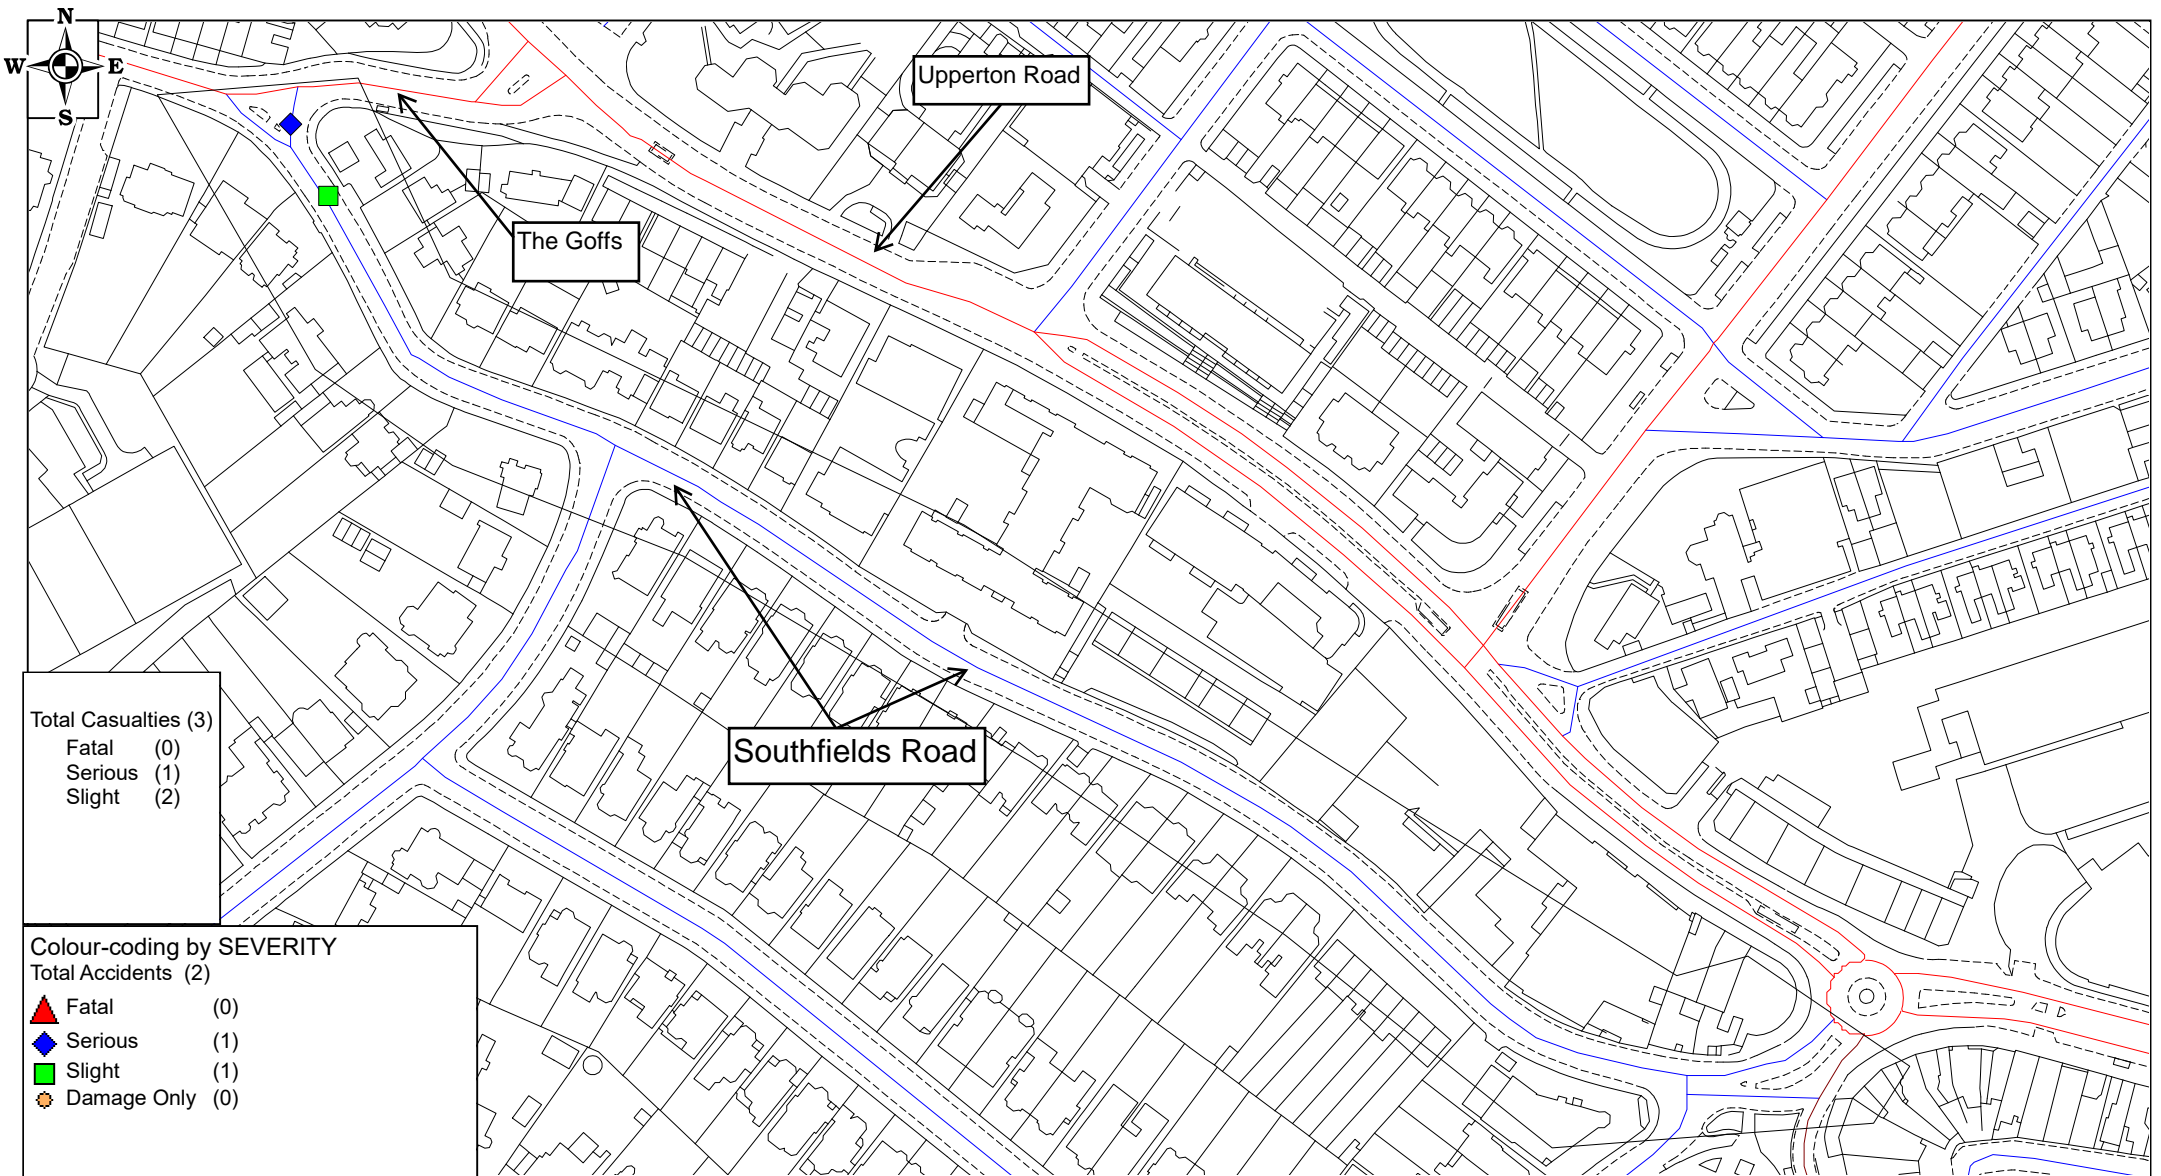 N
W E
S
Upperton Road
The Goffs
Southfields Road
Total Casualties (3)
Fatal (0)
Serious (1)
Slight (2)
Colour-coding by SEVERITY
Total Accidents (2)
Fatal (0)
Serious (1)
Slight (1)
Damage Only (0)